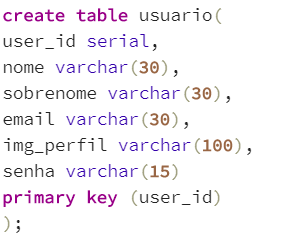 create table usuario(
user_id serial,
nome varchar(30),
sobrenome varchar(30),
email varchar(30),
img_perfil varchar(100),
senha varchar(15)
primary key (user_id)
);